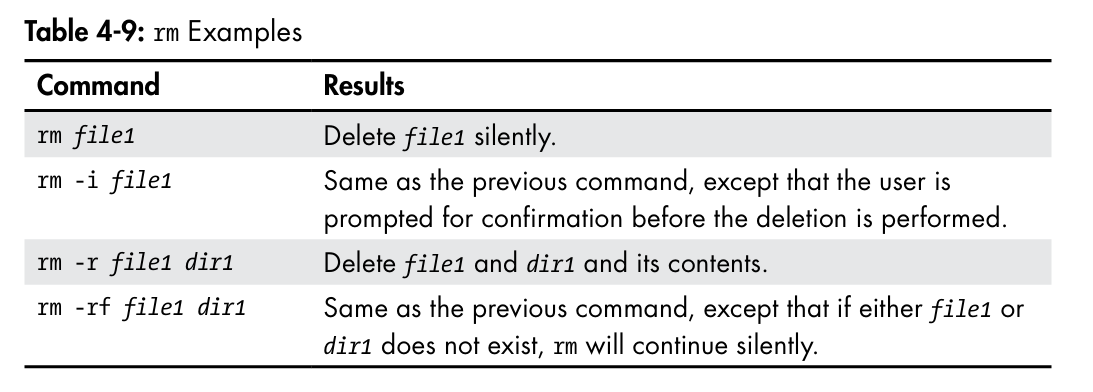 Table 4-9: rm Examples
Command Results
rm file1 Delete file1 silently.
rm -i file1 Same as the previous command, except that the user is
prompted for confirmation before the deletion is performed.
rm -r file1 dir1 Delete file1 and dir1 and its contents.
rm -rf file1 dir1 Same as the previous command, except that if either file1 or
dir1 does not exist, rm will continue silently.